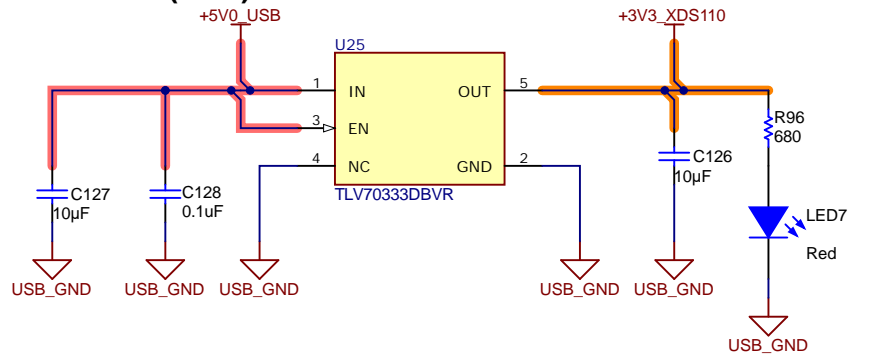 +5V0_USB
+3V3_XDS110
U25
1
IN
OUT
5
3
EN
4
NC
GND
2
TLV70333DBVR
R96
680
C127
10µF
C128
0.1uF
C126
10µF
LED7
Red
USB_GND
USB_GND
USB_GND
USB_GND
USB_GND
USB_GND